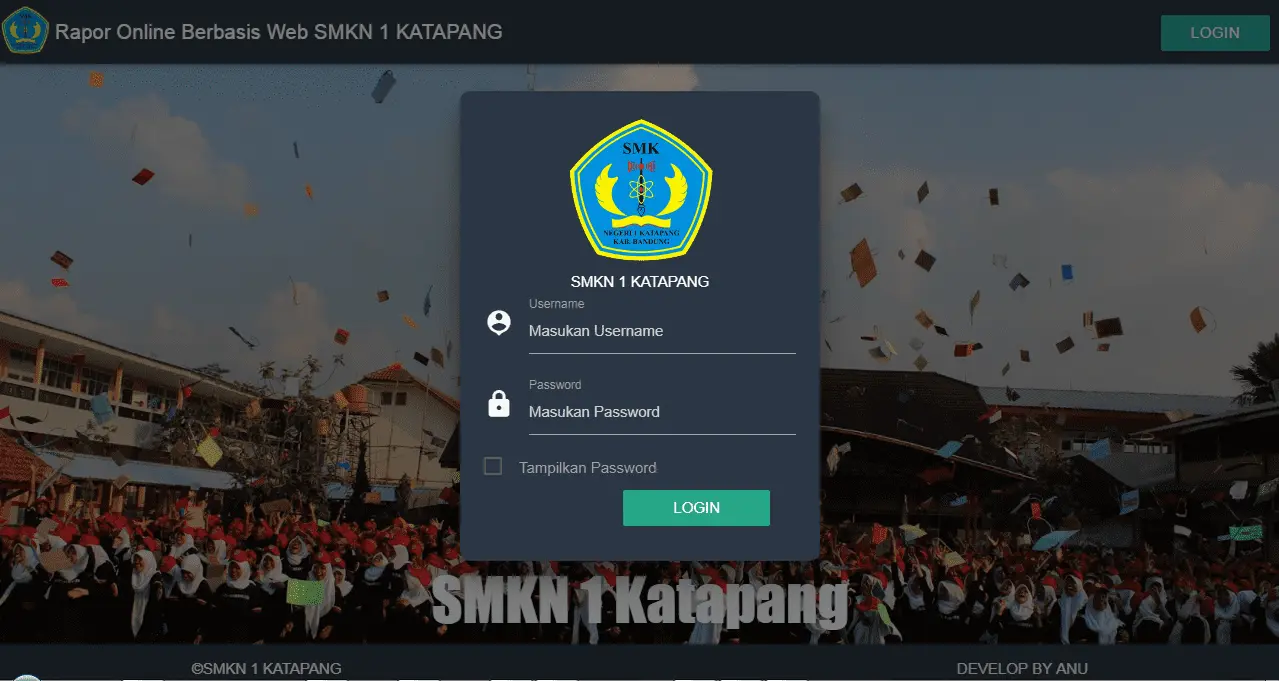 Rapor Online Berbasis Web SMKN 1 KATAPANG
LOGIN
SMK
NEGERI 1 KATAPANG
KAB. BANDUNG
SMKN 1 KATAPANG
Username
Masukan Username
Password
Masukan Password
Tampilkan Password
LOGIN
SMKN 1 Katapang
©SMKN 1 KATAPANG
DEVELOP BY ANU